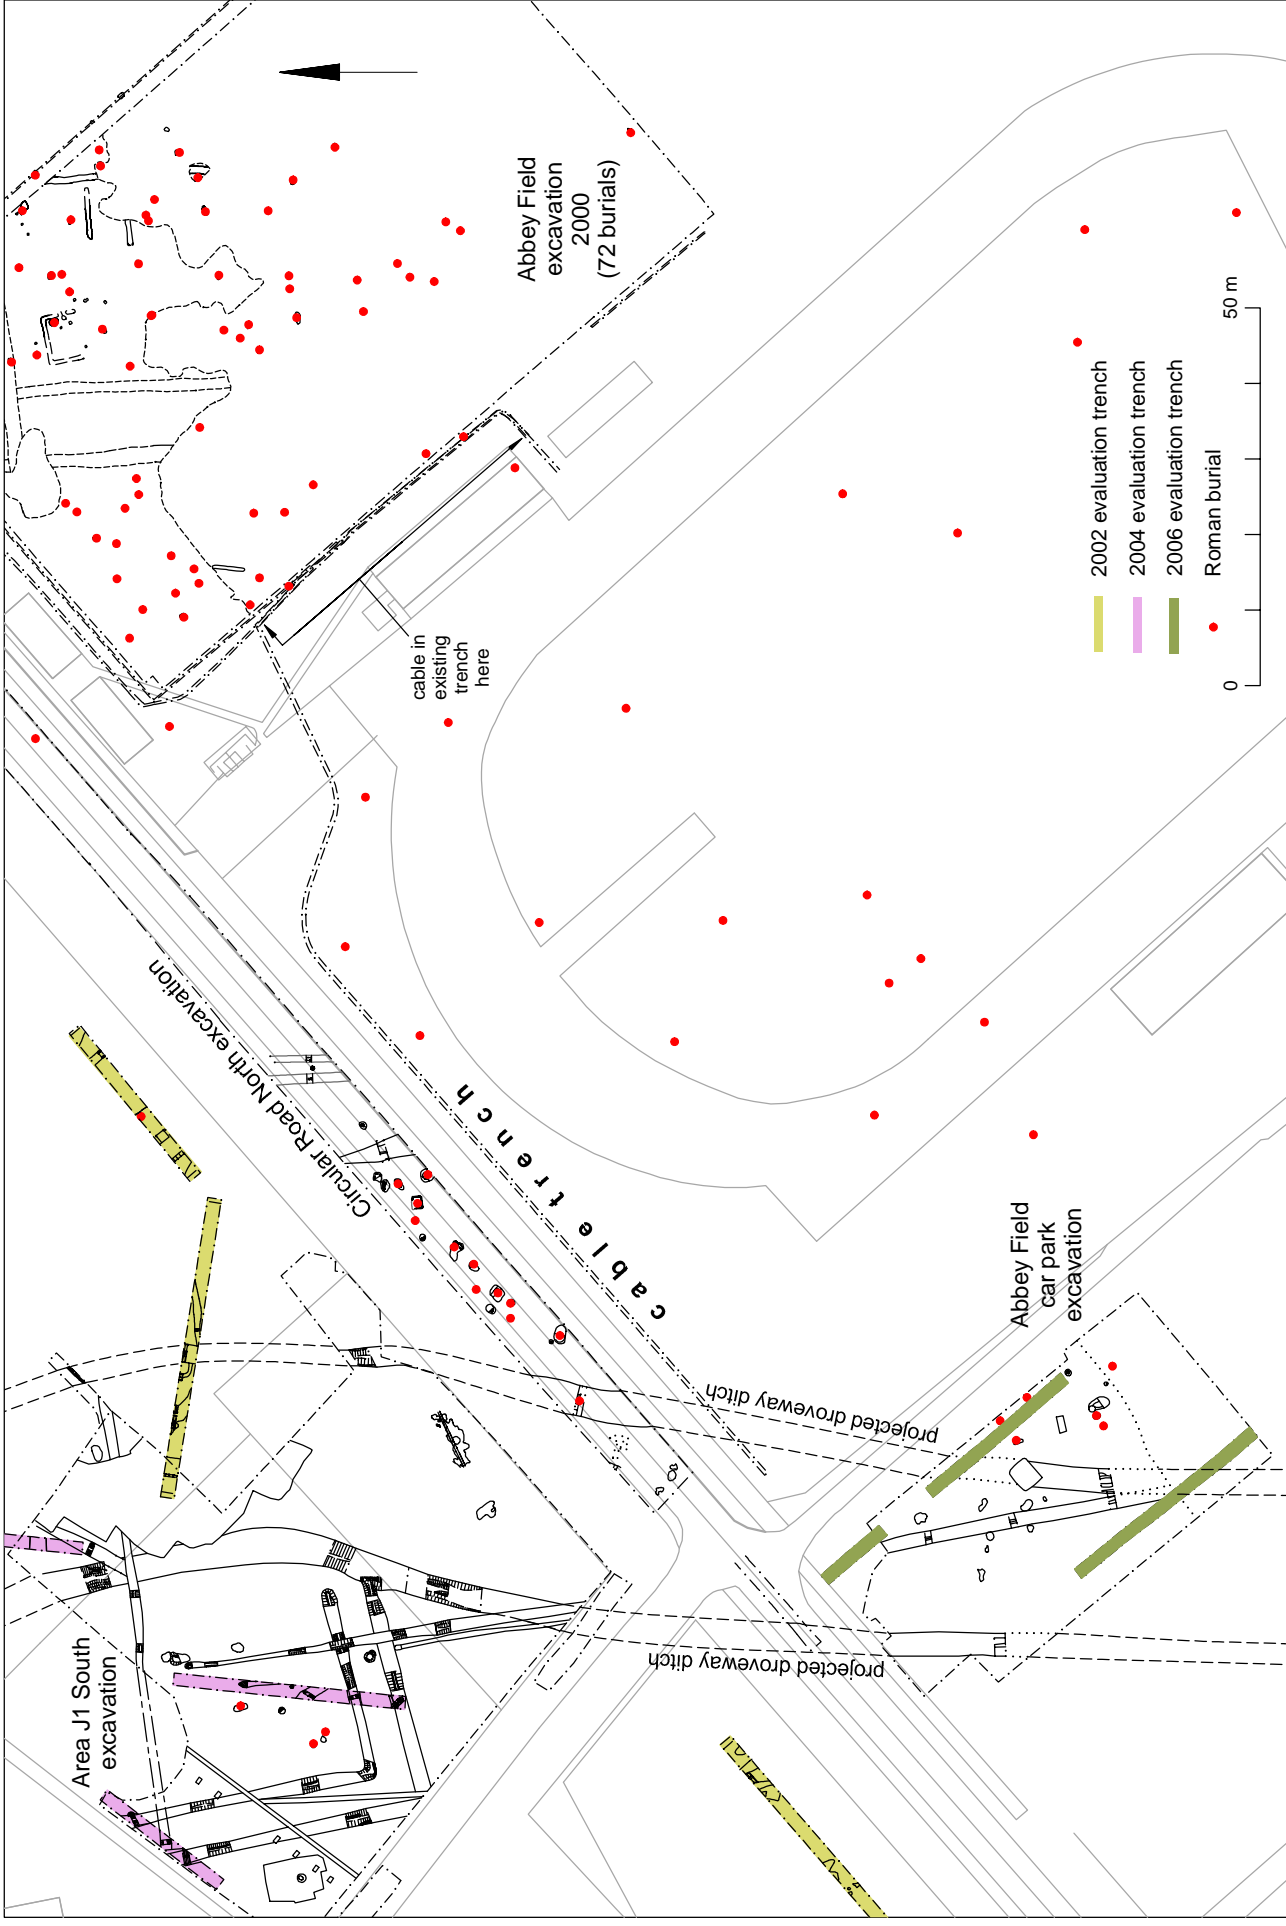 Abbey Field
excavation
2000
(72 burials)
cable in
existing
trench
here
Circular Road North excavation
cable trench
projected droveway ditch
projected droveway ditch
Area J1 South
excavation
Abbey Field
car park
excavation
2002 evaluation trench
2004 evaluation trench
2006 evaluation trench
Roman burial
0
50 m